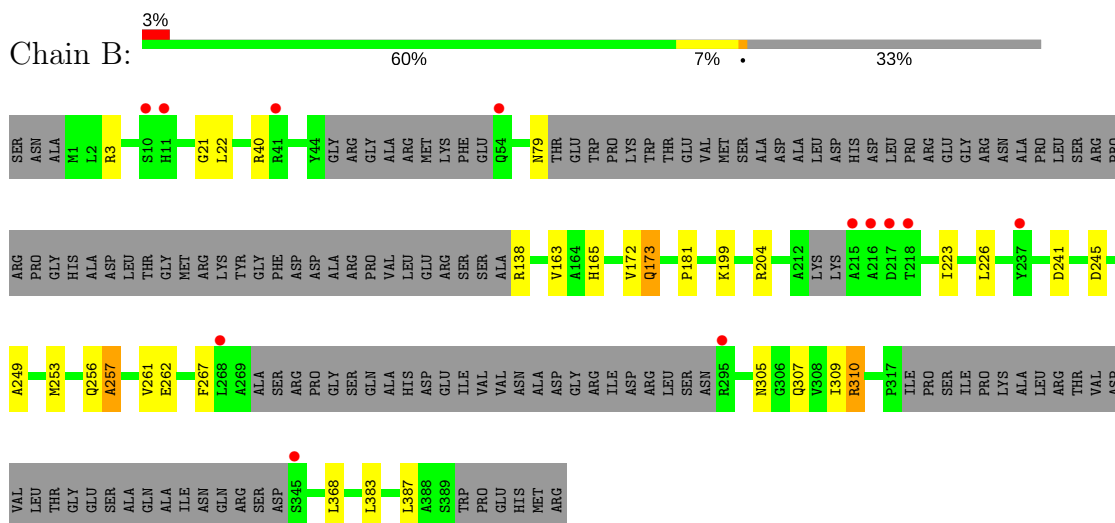 3%
Chain B:
60% 7% • 33%
SER ASN ALA M1 L2 R3 S10 H11 G21 L22 R40 R41 Y44 GLY ARG GLY ALA ARG MET LYS PHE GLU Q54 N79 THR GLU TRP PRO LYS TRP THR GLU VAL MET SER ALA ASP ALA LEU ASP HIS ASP LEU PRO ARG GLU GLY ARG ASN ALA PRO LEU SER ARG PRO
ARG PRO GLY HIS ALA ASP LEU THR GLY MET ARG LYS TYR GLY PHE ASP ASP ALA ARG PRO VAL LEU GLU ARG SER SER ALA R138 V163 A164 H165 V172 Q173 P181 K199 R204 A212 LYS LYS A215 A216 D217 T218 I223 L226 Y237 D241 D245
A249 M253 Q256 A257 V261 E262 F267 L268 A269 ALA SER ARG PRO GLY SER GLN ALA HIS ASP GLU ILE VAL VAL ASN ALA ASP GLY ARG ILE ASP ARG LEU SER ASN R295 N305 G306 Q307 V308 I309 R310 P317 ILE PRO SER ILE PRO LYS ALA LEU ARG THR VAL ASP
VAL LEU THR GLY GLU SER ALA GLN ALA ILE ASN GLN ARG SER ASP S345 L368 L383 L387 A388 S389 TRP PRO GLU HIS MET ARG